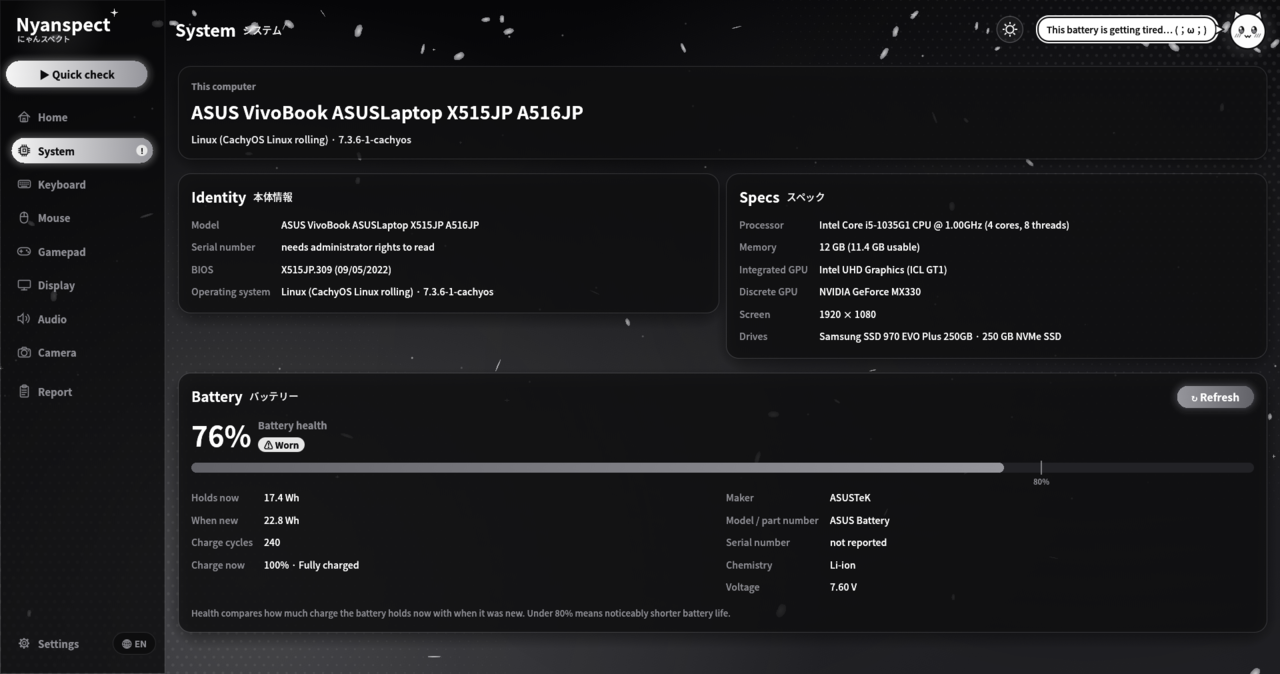 Nyanspect
にゃんスペクト
▶ Quick check
Home
System !
Keyboard
Mouse
Gamepad
Display
Audio
Camera
Report
Settings
EN
System システム
This battery is getting tired... ( ; ω ; )
This computer
ASUS VivoBook ASUSLaptop X515JP A516JP
Linux (CachyOS Linux rolling) · 7.3.6-1-cachyos
Identity 本体情報
Model ASUS VivoBook ASUSLaptop X515JP A516JP
Serial number needs administrator rights to read
BIOS X515JP.309 (09/05/2022)
Operating system Linux (CachyOS Linux rolling) · 7.3.6-1-cachyos
Specs スペック
Processor Intel Core i5-1035G1 CPU @ 1.00GHz (4 cores, 8 threads)
Memory 12 GB (11.4 GB usable)
Integrated GPU Intel UHD Graphics (ICL GT1)
Discrete GPU NVIDIA GeForce MX330
Screen 1920 × 1080
Drives Samsung SSD 970 EVO Plus 250GB · 250 GB NVMe SSD
Battery バッテリー
↻ Refresh
76% Battery health
⚠ Worn
80%
Holds now 17.4 Wh
When new 22.8 Wh
Charge cycles 240
Charge now 100% · Fully charged
Maker ASUSTeK
Model / part number ASUS Battery
Serial number not reported
Chemistry Li-ion
Voltage 7.60 V
Health compares how much charge the battery holds now with when it was new. Under 80% means noticeably shorter battery life.